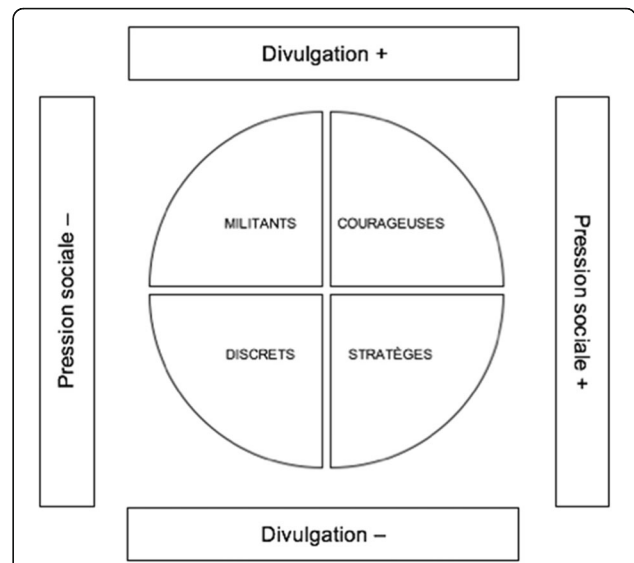 Divulgation +
Pression sociale –
MILITANTS
COURAGEUSES
Pression sociale +
DISCRETS
STRATÈGES
Divulgation –